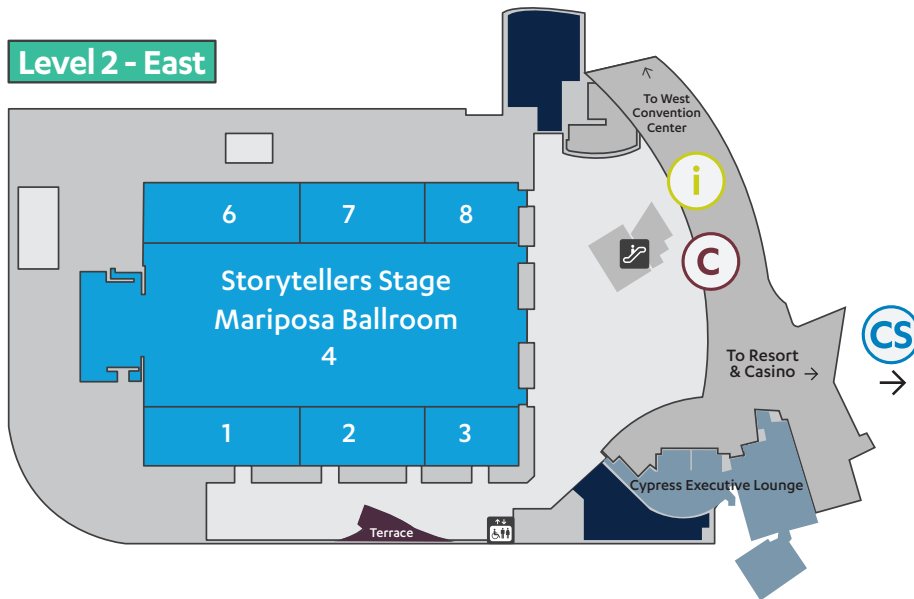 Level 2 - East
To West
Convention
Center
i
6
7
8
C
Storytellers Stage
Mariposa Ballroom
4
CS
To Resort
& Casino →
→
1
2
3
Cypress Executive Lounge
Terrace